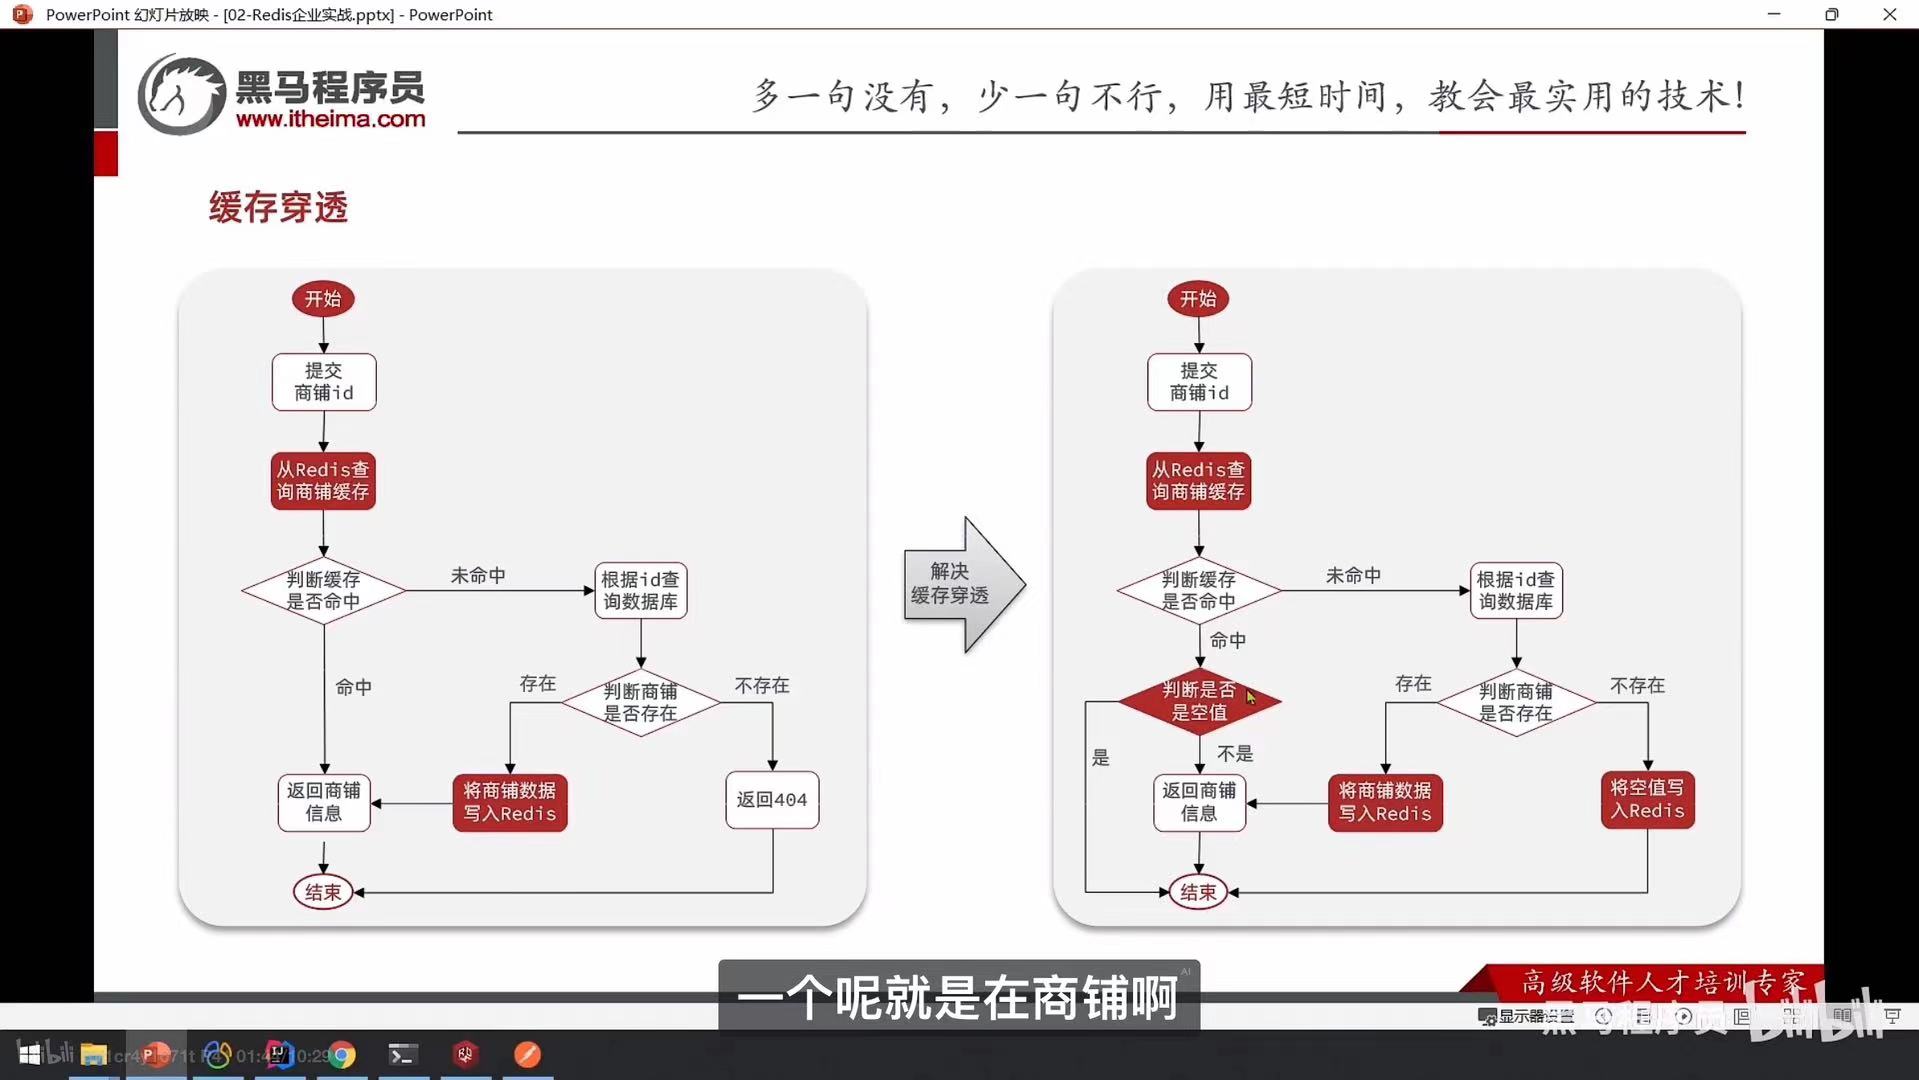 PowerPoint 幻灯片放映 - [02-Redis企业实战.pptx] - PowerPoint
黑马程序员
www.itheima.com
多一句没有，少一句不行，用最短时间，教会最实用的技术！
缓存穿透
开始
提交
商铺id
从Redis查
询商铺缓存
判断缓存
是否命中
未命中
根据id查
询数据库
命中
存在
判断商铺
是否存在
不存在
返回商铺
信息
将商铺数据
写入Redis
返回404
结束
解决
缓存穿透
开始
提交
商铺id
从Redis查
询商铺缓存
判断缓存
是否命中
未命中
根据id查
询数据库
命中
判断是否
是空值
存在
判断商铺
是否存在
不存在
是
不是
返回商铺
信息
将商铺数据
写入Redis
将空值写
入Redis
结束
一个呢就是在商铺啊
AI
高级软件人才培训专家
显示器设置
黑马程序员
bilibili
bilibili
01:41/10:29